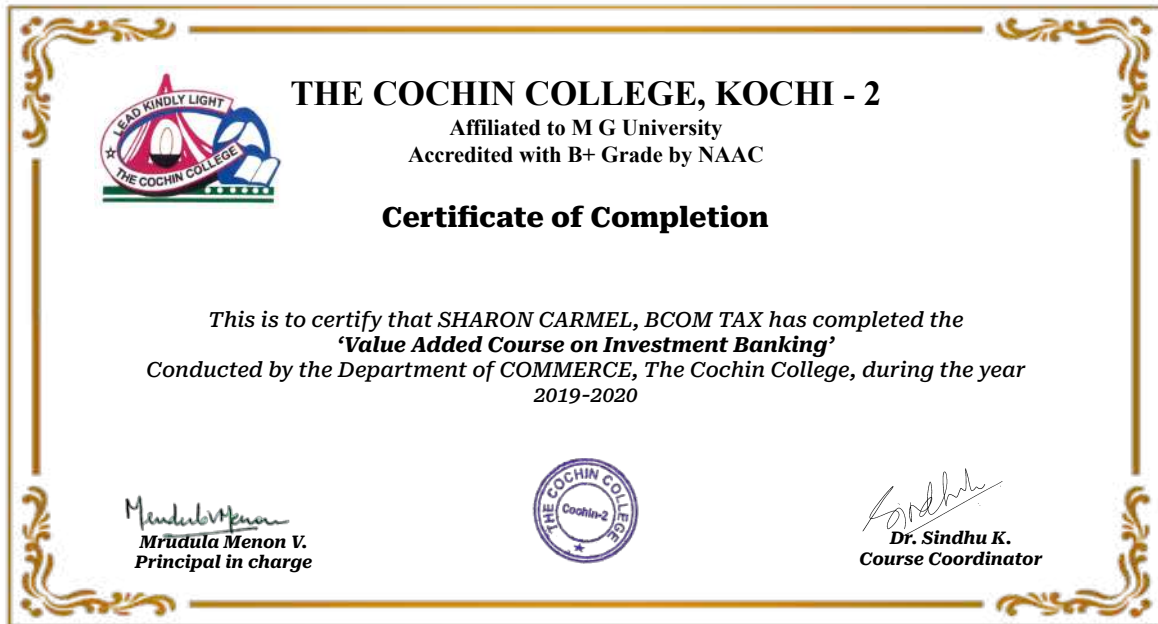 LEAD KINDLY LIGHT
THE COCHIN COLLEGE
THE COCHIN COLLEGE, KOCHI - 2
Affiliated to M G University
Accredited with B+ Grade by NAAC
Certificate of Completion
This is to certify that SHARON CARMEL, BCOM TAX has completed the
‘Value Added Course on Investment Banking’
Conducted by the Department of COMMERCE, The Cochin College, during the year
2019-2020
THE COCHIN COLLEGE
Cochin-2
Mrudula Menon V.
Principal in charge
Sindhu
Dr. Sindhu K.
Course Coordinator